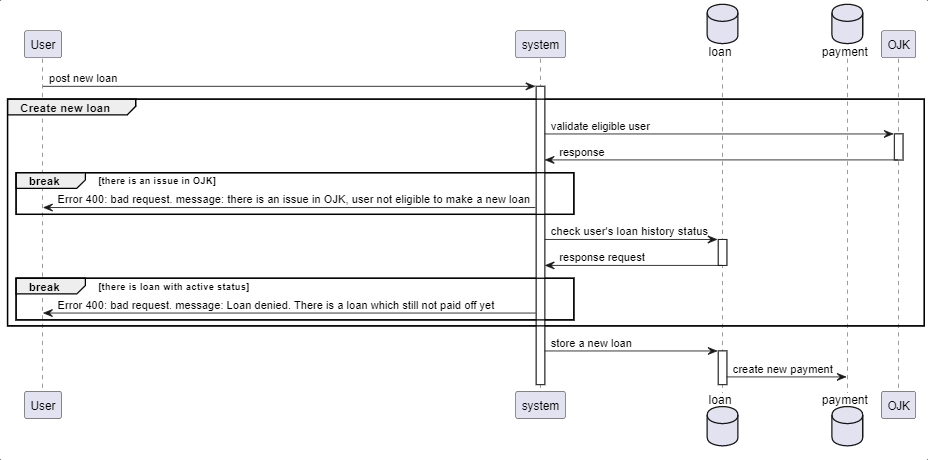 User
system
loan
payment
OJK
post new loan
Create new loan
validate eligible user
response
break
[there is an issue in OJK]
Error 400: bad request. message: there is an issue in OJK, user not eligible to make a new loan
check user's loan history status
response request
break
[there is loan with active status]
Error 400: bad request. message: Loan denied. There is a loan which still not paid off yet
store a new loan
create new payment
User
system
loan
payment
OJK